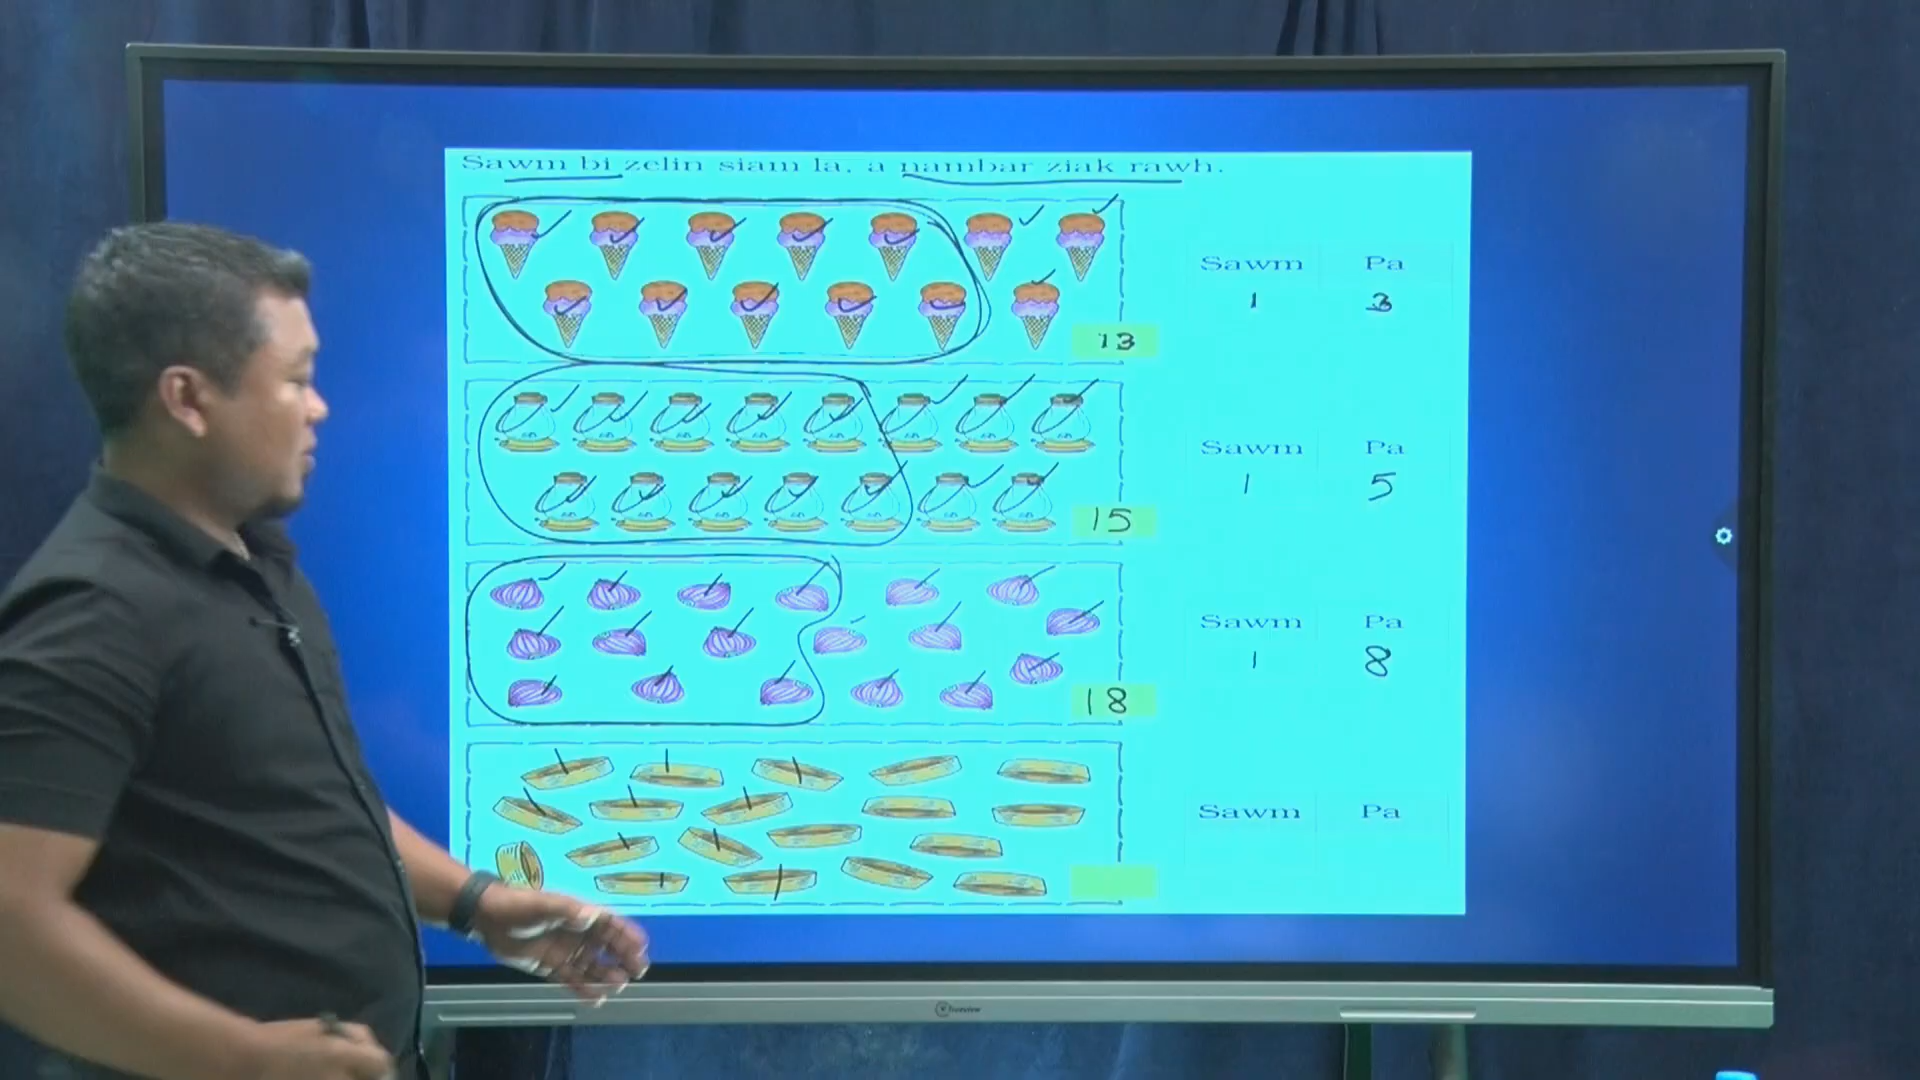 Sawm bi zelin siam la, a nambar ziak rawh.
Sawm Pa
1 3
13
Sawm Pa
1 5
15
Sawm Pa
1 8
18
Sawm Pa